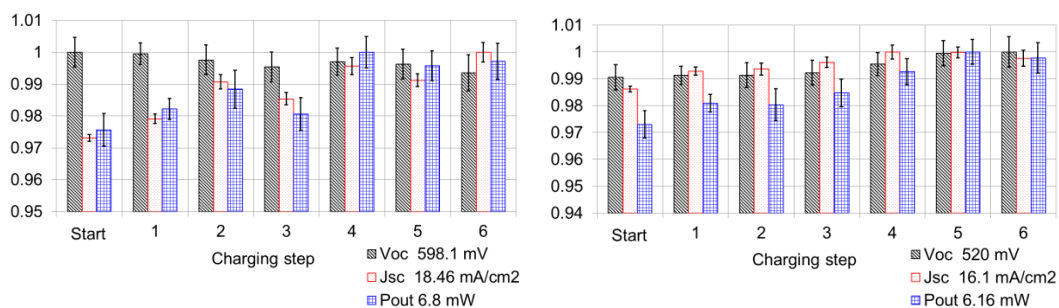 1.01
1
0.99
0.98
0.97
0.96
0.95
Start 1 2 3 4 5 6
Charging step
Voc 598.1 mV
Jsc 18.46 mA/cm2
Pout 6.8 mW
1.01
1
0.99
0.98
0.97
0.96
0.95
0.94
Start 1 2 3 4 5 6
Charging step
Voc 520 mV
Jsc 16.1 mA/cm2
Pout 6.16 mW